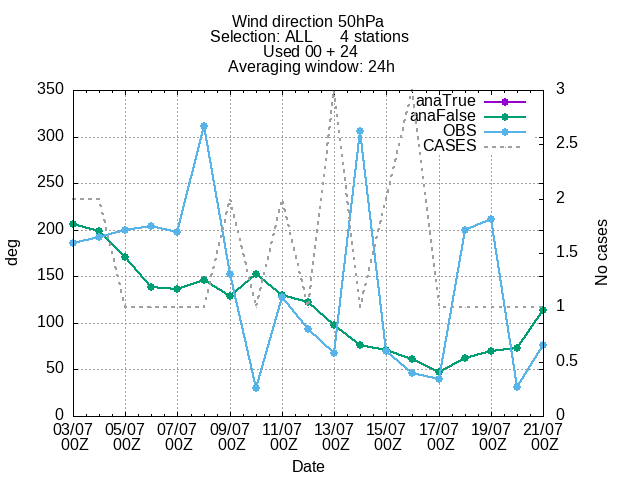 Wind direction 50hPa
Selection: ALL 4 stations
Used 00 + 24
Averaging window: 24h
350
300
250
200
150
100
50
0
deg
3
2.5
2
1.5
1
0.5
0
No cases
anaTrue
anaFalse
OBS
CASES
03/07 05/07 07/07 09/07 11/07 13/07 15/07 17/07 19/07 21/07
00Z 00Z 00Z 00Z 00Z 00Z 00Z 00Z 00Z 00Z
Date